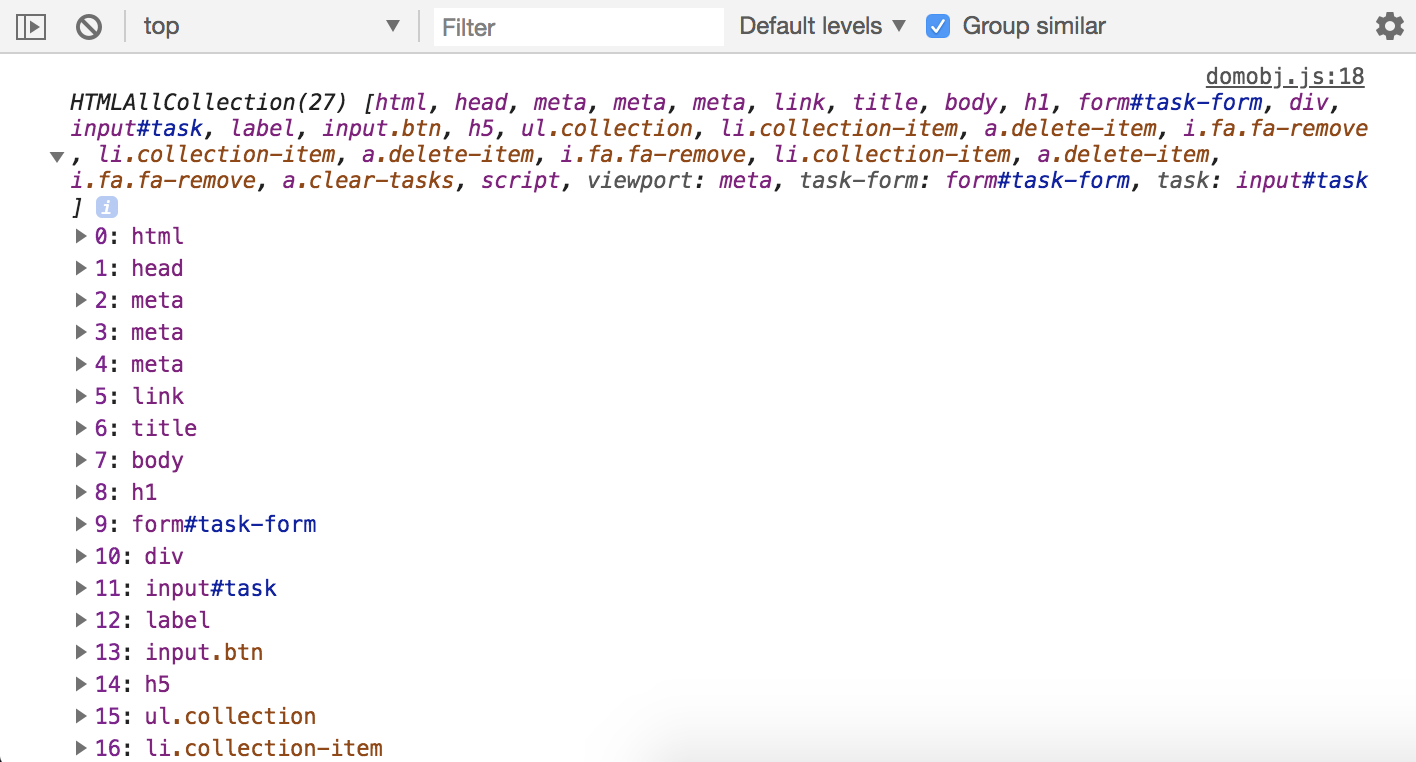 top Filter Default levels Group similar
domobj.js:18
HTMLAllCollection(27) [html, head, meta, meta, meta, link, title, body, h1, form#task-form, div,
input#task, label, input.btn, h5, ul.collection, li.collection-item, a.delete-item, i.fa.fa-remove
, li.collection-item, a.delete-item, i.fa.fa-remove, li.collection-item, a.delete-item,
i.fa.fa-remove, a.clear-tasks, script, viewport: meta, task-form: form#task-form, task: input#task
] i
0: html
1: head
2: meta
3: meta
4: meta
5: link
6: title
7: body
8: h1
9: form#task-form
10: div
11: input#task
12: label
13: input.btn
14: h5
15: ul.collection
16: li.collection-item